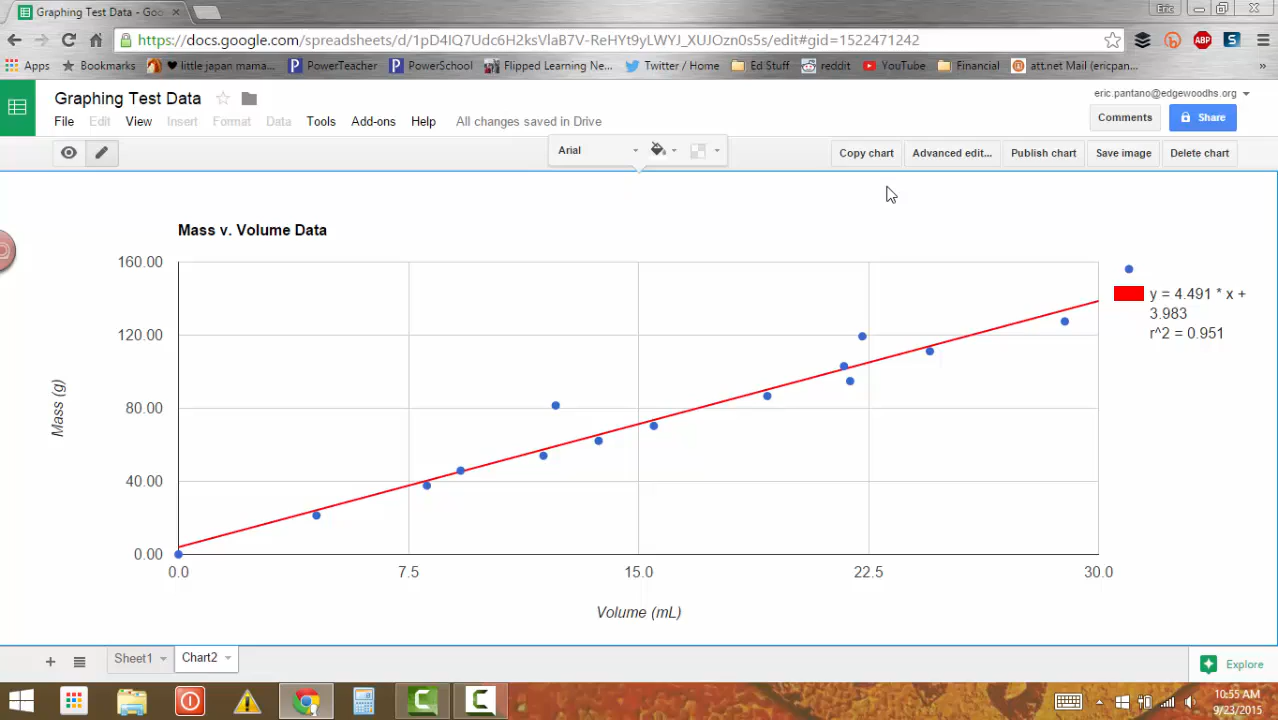 Graphing Test Data - Goo
Eric
https://docs.google.com/spreadsheets/d/1pD4IQ7Udc6H2ksVlaB7V-ReHYt9yLWYJ_XUJOzn0s5s/edit#gid=1522471242
ABP
S
Apps Bookmarks ♥ little japan mama... PowerTeacher PowerSchool Flipped Learning Ne... Twitter / Home Ed Stuff reddit YouTube Financial att.net Mail (ericpan... »
Graphing Test Data
eric.pantano@edgewoodhs.org
File Edit View Insert Format Data Tools Add-ons Help All changes saved in Drive
Comments Share
Arial
Copy chart Advanced edit... Publish chart Save image Delete chart
Mass v. Volume Data
160.00
120.00
80.00
40.00
0.00
Mass (g)
y = 4.491 * x +
3.983
r^2 = 0.951
0.0 7.5 15.0 22.5 30.0
Volume (mL)
+ Sheet1 Chart2
Explore
10:55 AM
9/23/2015